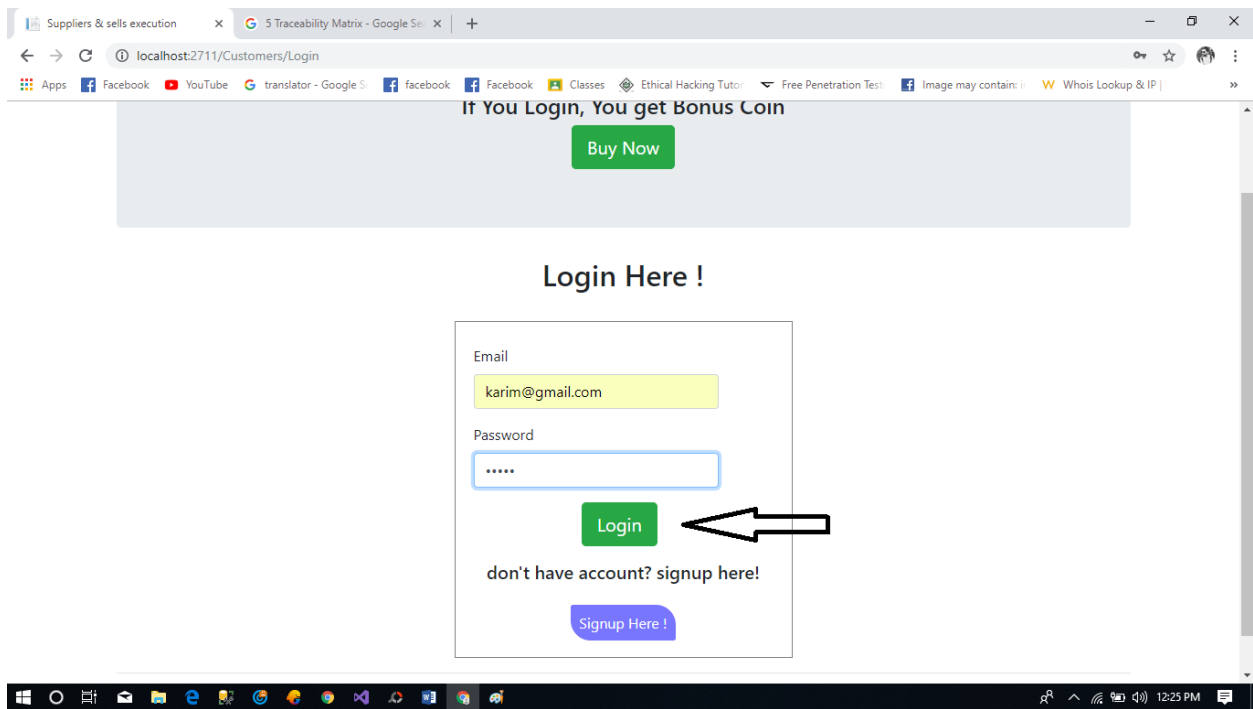 Suppliers & sells execution
5 Traceability Matrix - Google Se
localhost:2711/Customers/Login
Apps Facebook YouTube translator - Google S facebook Facebook Classes Ethical Hacking Tutor Free Penetration Test Image may contain: i Whois Lookup & IP |
If You Login, You get Bonus Coin
Buy Now
Login Here !
Email
karim@gmail.com
Password
•••••
Login
don't have account? signup here!
Signup Here !
12:25 PM